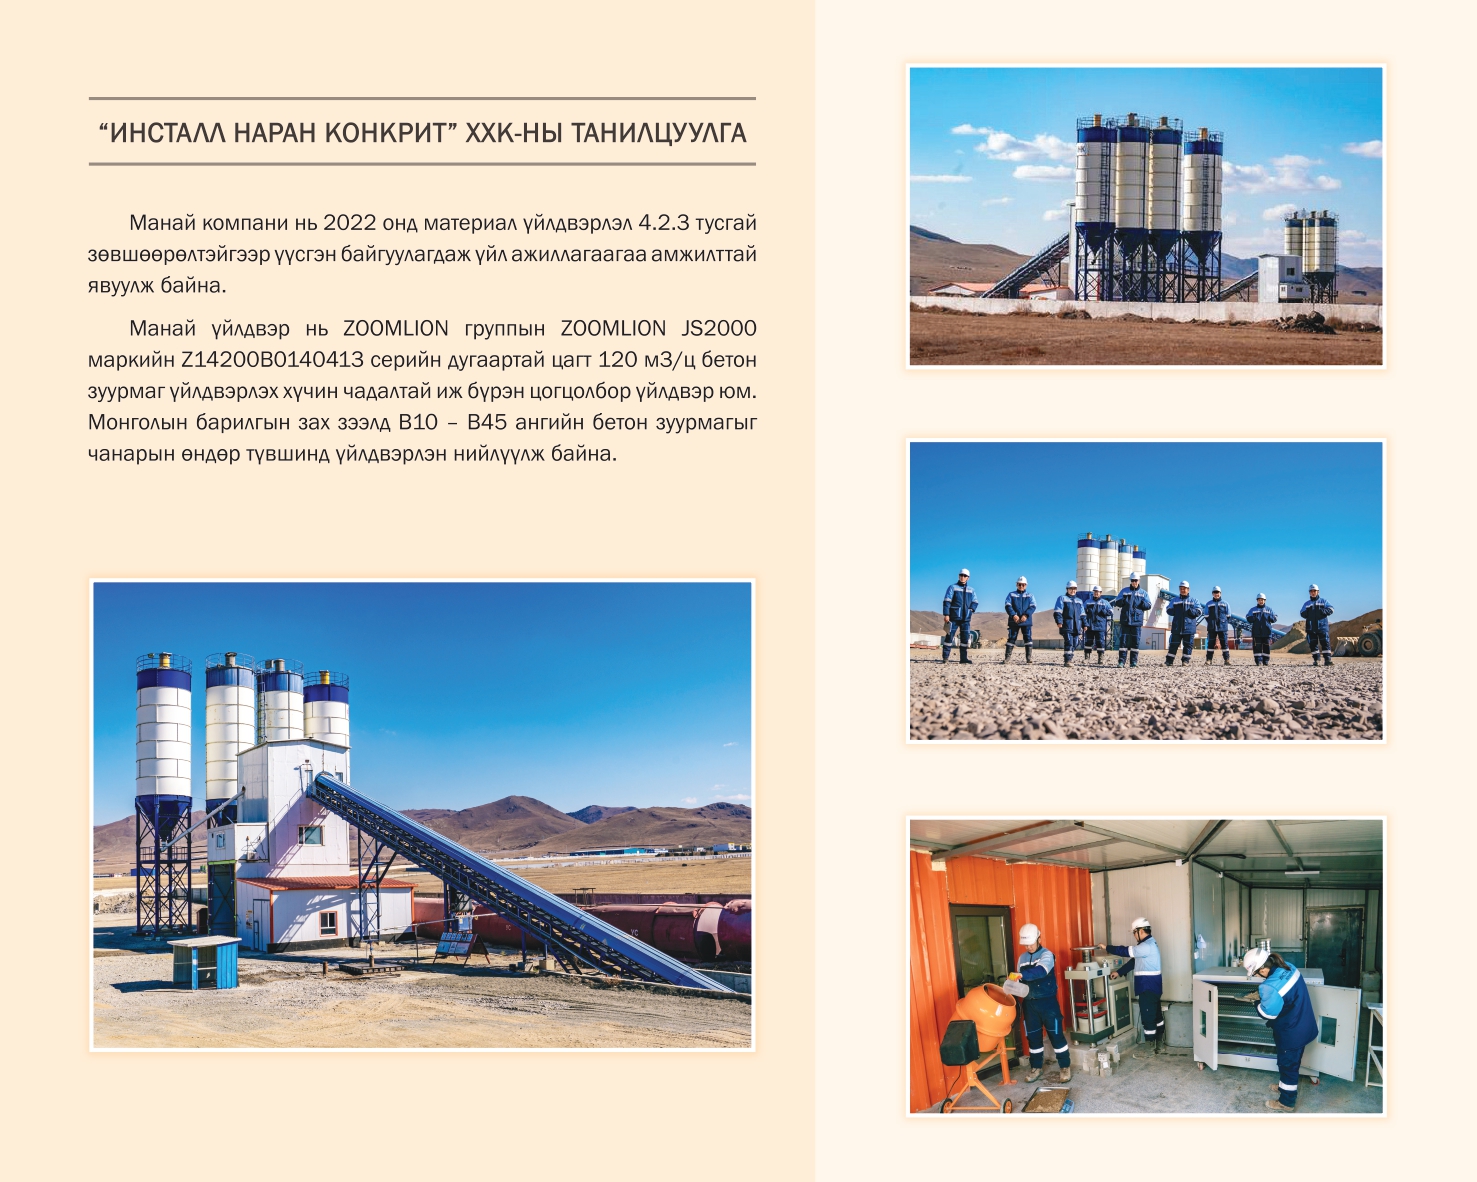 “ИНСТАЛЛ НАРАН КОНКРИТ” ХХК-НЫ ТАНИЛЦУУЛГА
Манай компани нь 2022 онд материал үйлдвэрлэл 4.2.3 тусгай
зөвшөөрөлтэйгээр үүсгэн байгуулагдаж үйл ажиллагаагаа амжилттай
явуулж байна.
Манай үйлдвэр нь ZOOMLION группын ZOOMLION JS2000
маркийн Z14200B0140413 серийн дугаартай цагт 120 м3/ц бетон
зуурмаг үйлдвэрлэх хүчин чадалтай иж бүрэн цогцолбор үйлдвэр юм.
Монголын барилгын зах зээлд В10 – В45 ангийн бетон зуурмагыг
чанарын өндөр түвшинд үйлдвэрлэн нийлүүлж байна.